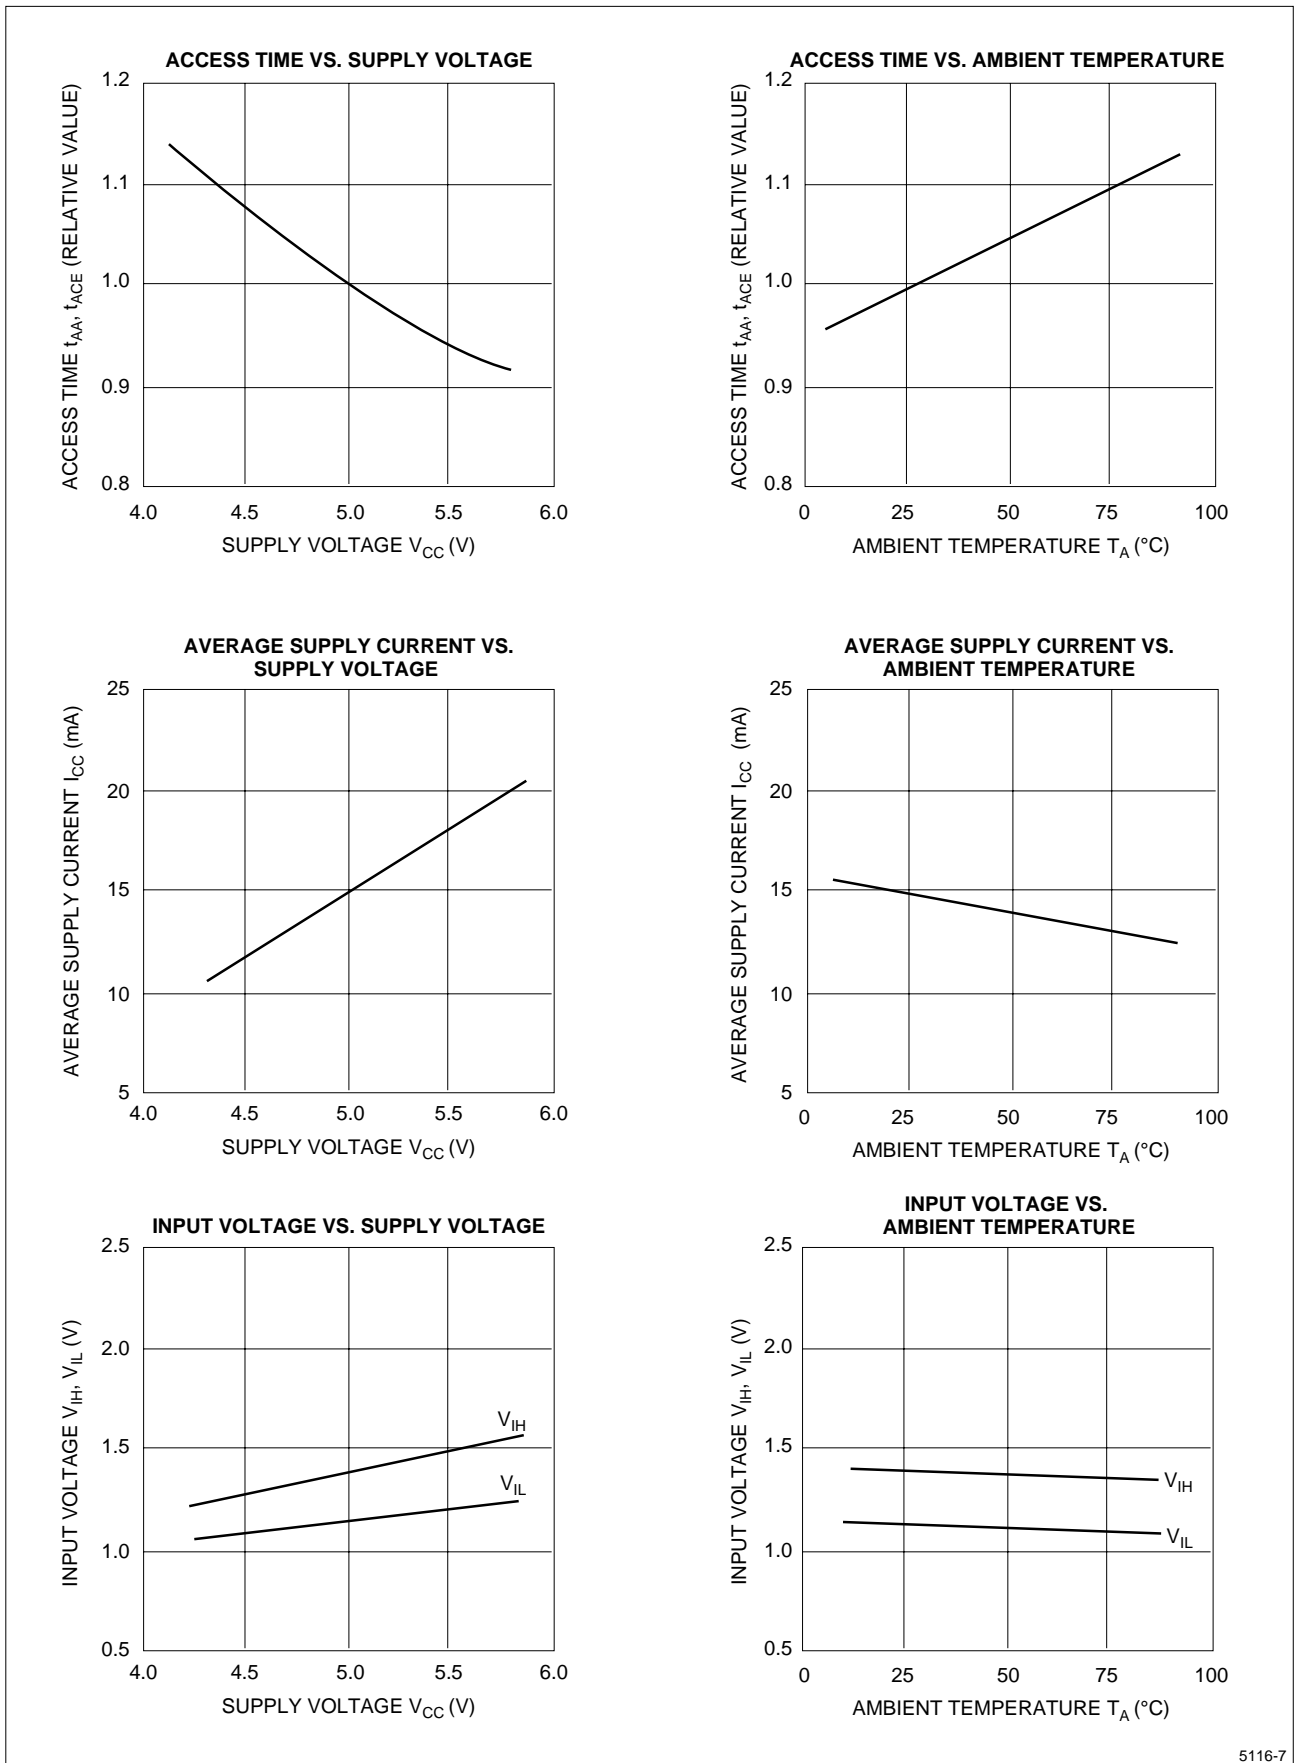 ACCESS TIME VS. SUPPLY VOLTAGE
ACCESS TIME tAA, tACE (RELATIVE VALUE)
1.2
1.1
1.0
0.9
0.8
4.0 4.5 5.0 5.5 6.0
SUPPLY VOLTAGE VCC (V)
ACCESS TIME VS. AMBIENT TEMPERATURE
ACCESS TIME tAA, tACE (RELATIVE VALUE)
1.2
1.1
1.0
0.9
0.8
0 25 50 75 100
AMBIENT TEMPERATURE TA (°C)
AVERAGE SUPPLY CURRENT VS.
SUPPLY VOLTAGE
AVERAGE SUPPLY CURRENT ICC (mA)
25
20
15
10
5
4.0 4.5 5.0 5.5 6.0
SUPPLY VOLTAGE VCC (V)
AVERAGE SUPPLY CURRENT VS.
AMBIENT TEMPERATURE
AVERAGE SUPPLY CURRENT ICC (mA)
25
20
15
10
5
0 25 50 75 100
AMBIENT TEMPERATURE TA (°C)
INPUT VOLTAGE VS. SUPPLY VOLTAGE
INPUT VOLTAGE VIH, VIL (V)
2.5
2.0
1.5
1.0
0.5
VIH
VIL
4.0 4.5 5.0 5.5 6.0
SUPPLY VOLTAGE VCC (V)
INPUT VOLTAGE VS.
AMBIENT TEMPERATURE
INPUT VOLTAGE VIH, VIL (V)
2.5
2.0
1.5
1.0
0.5
VIH
VIL
0 25 50 75 100
AMBIENT TEMPERATURE TA (°C)
5116-7